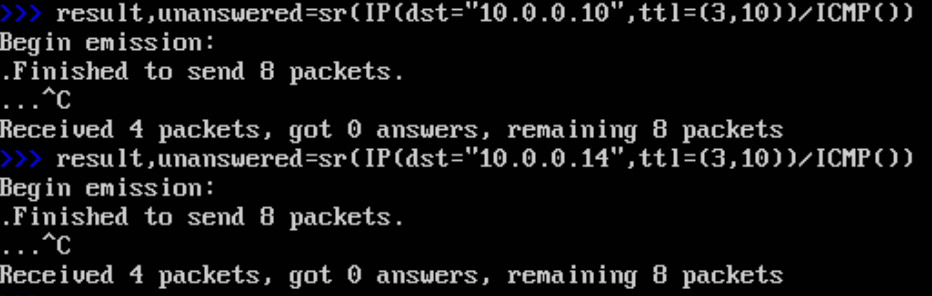 >>> result,unanswered=sr(IP(dst="10.0.0.10",ttl=(3,10))/ICMP())
Begin emission:
.Finished to send 8 packets.
...^C
Received 4 packets, got 0 answers, remaining 8 packets
>>> result,unanswered=sr(IP(dst="10.0.0.14",ttl=(3,10))/ICMP())
Begin emission:
.Finished to send 8 packets.
...^C
Received 4 packets, got 0 answers, remaining 8 packets